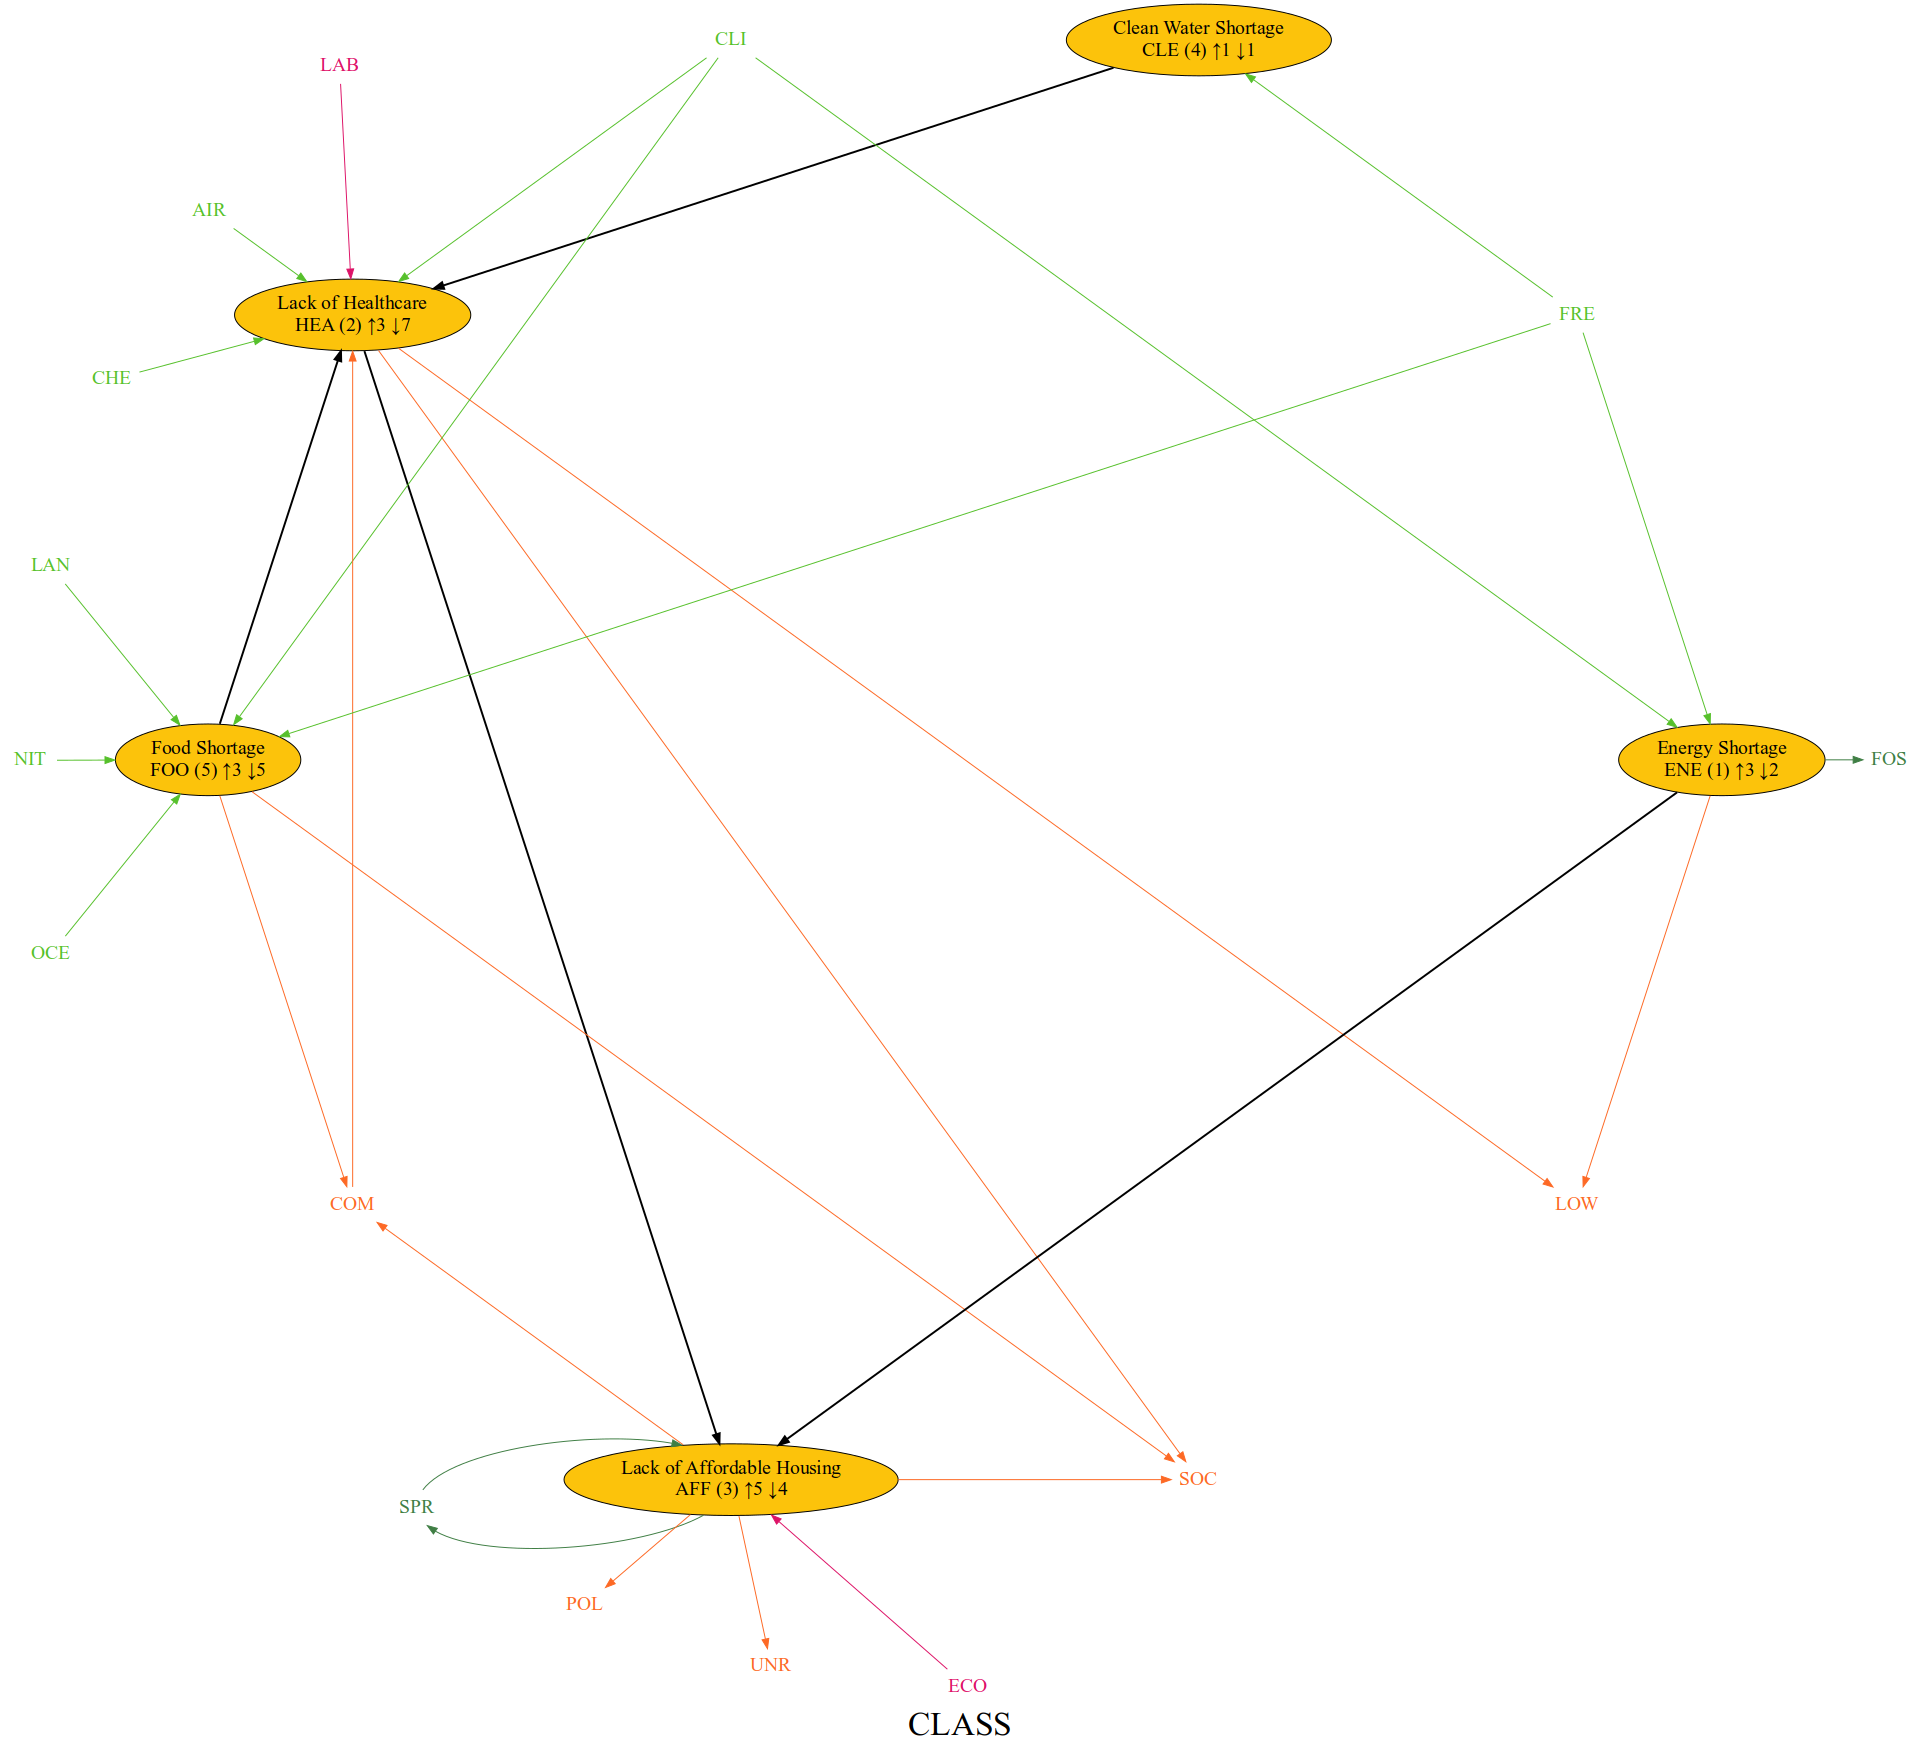 Clean Water Shortage
CLE (4) ↑1 ↓1
CLI
LAB
AIR
Lack of Healthcare
HEA (2) ↑3 ↓7
FRE
CHE
LAN
Food Shortage
FOO (5) ↑3 ↓5
NIT
Energy Shortage
ENE (1) ↑3 ↓2
FOS
OCE
COM
LOW
Lack of Affordable Housing
AFF (3) ↑5 ↓4
SOC
SPR
POL
UNR
ECO
CLASS